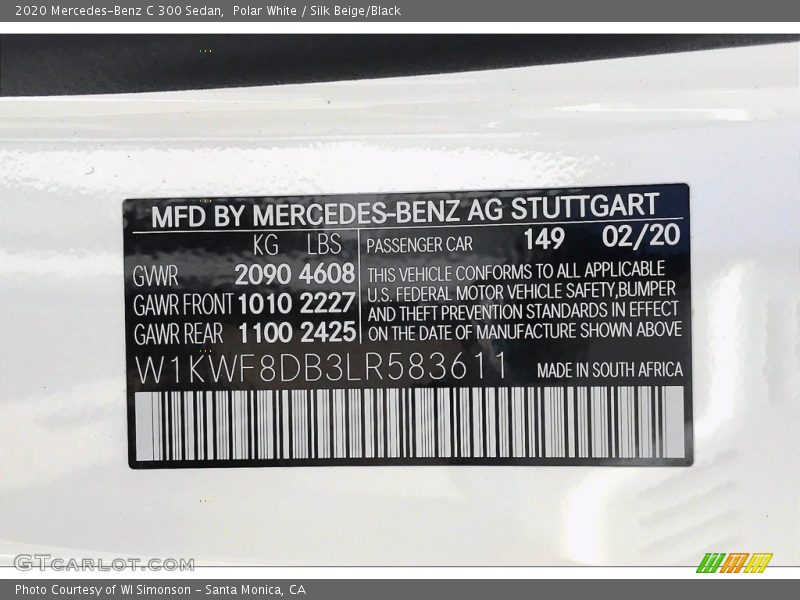 2020 Mercedes-Benz C 300 Sedan,  Polar White / Silk Beige/Black
MFD BY MERCEDES-BENZ AG STUTTGART
KG LBS
GVWR 2090 4608
GAWR FRONT 1010 2227
GAWR REAR 1100 2425
PASSENGER CAR 149 02/20
THIS VEHICLE CONFORMS TO ALL APPLICABLE
U.S. FEDERAL MOTOR VEHICLE SAFETY,BUMPER
AND THEFT PREVENTION STANDARDS IN EFFECT
ON THE DATE OF MANUFACTURE SHOWN ABOVE
W1KWF8DB3LR583611 MADE IN SOUTH AFRICA
GTCARLOT.COM
Photo Courtesy of WI Simonson - Santa Monica, CA